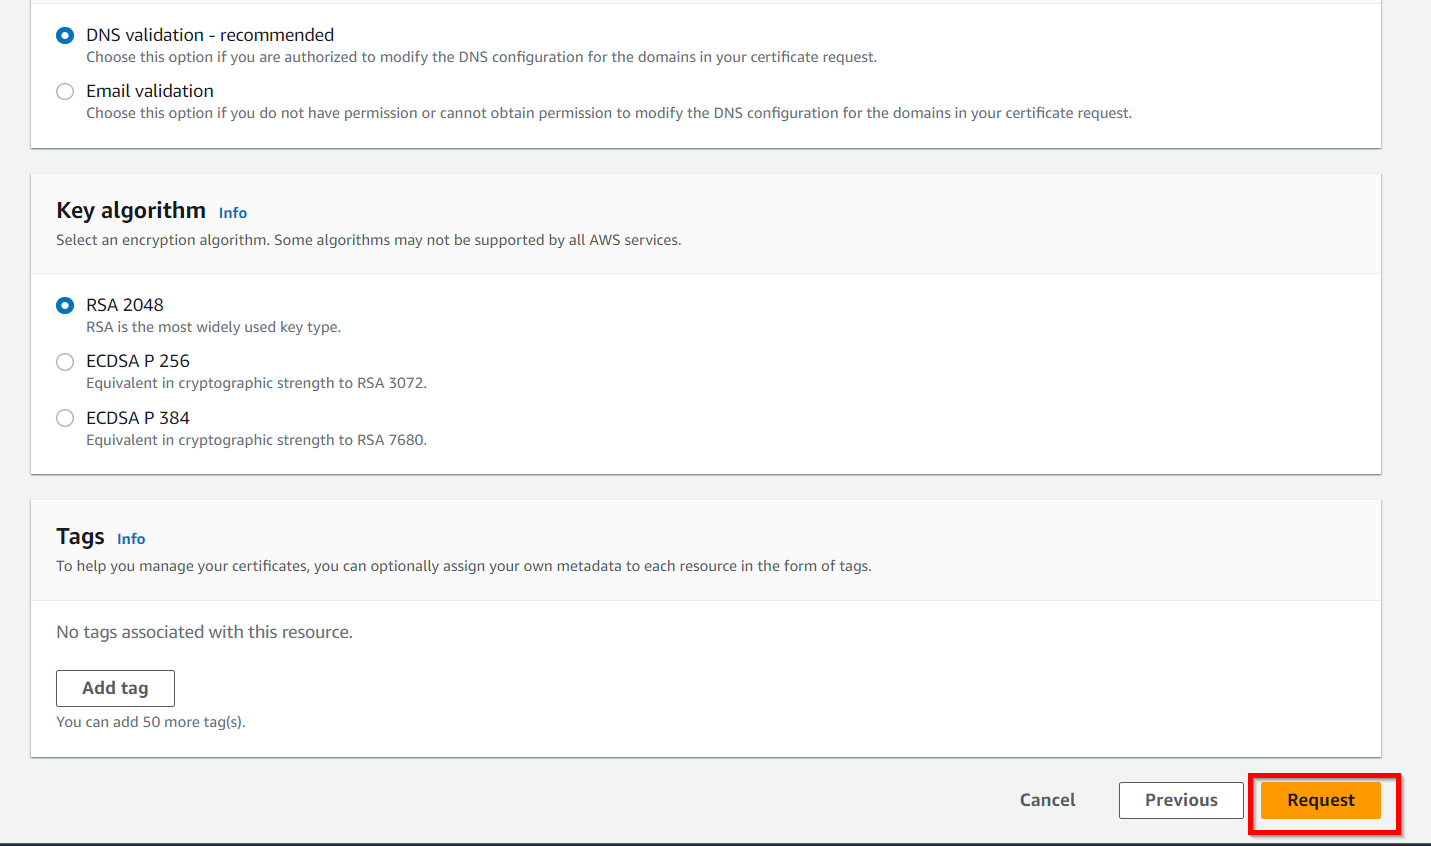 DNS validation - recommended
Choose this option if you are authorized to modify the DNS configuration for the domains in your certificate request.
Email validation
Choose this option if you do not have permission or cannot obtain permission to modify the DNS configuration for the domains in your certificate request.
Key algorithm Info
Select an encryption algorithm. Some algorithms may not be supported by all AWS services.
RSA 2048
RSA is the most widely used key type.
ECDSA P 256
Equivalent in cryptographic strength to RSA 3072.
ECDSA P 384
Equivalent in cryptographic strength to RSA 7680.
Tags Info
To help you manage your certificates, you can optionally assign your own metadata to each resource in the form of tags.
No tags associated with this resource.
Add tag
You can add 50 more tag(s).
Cancel Previous Request